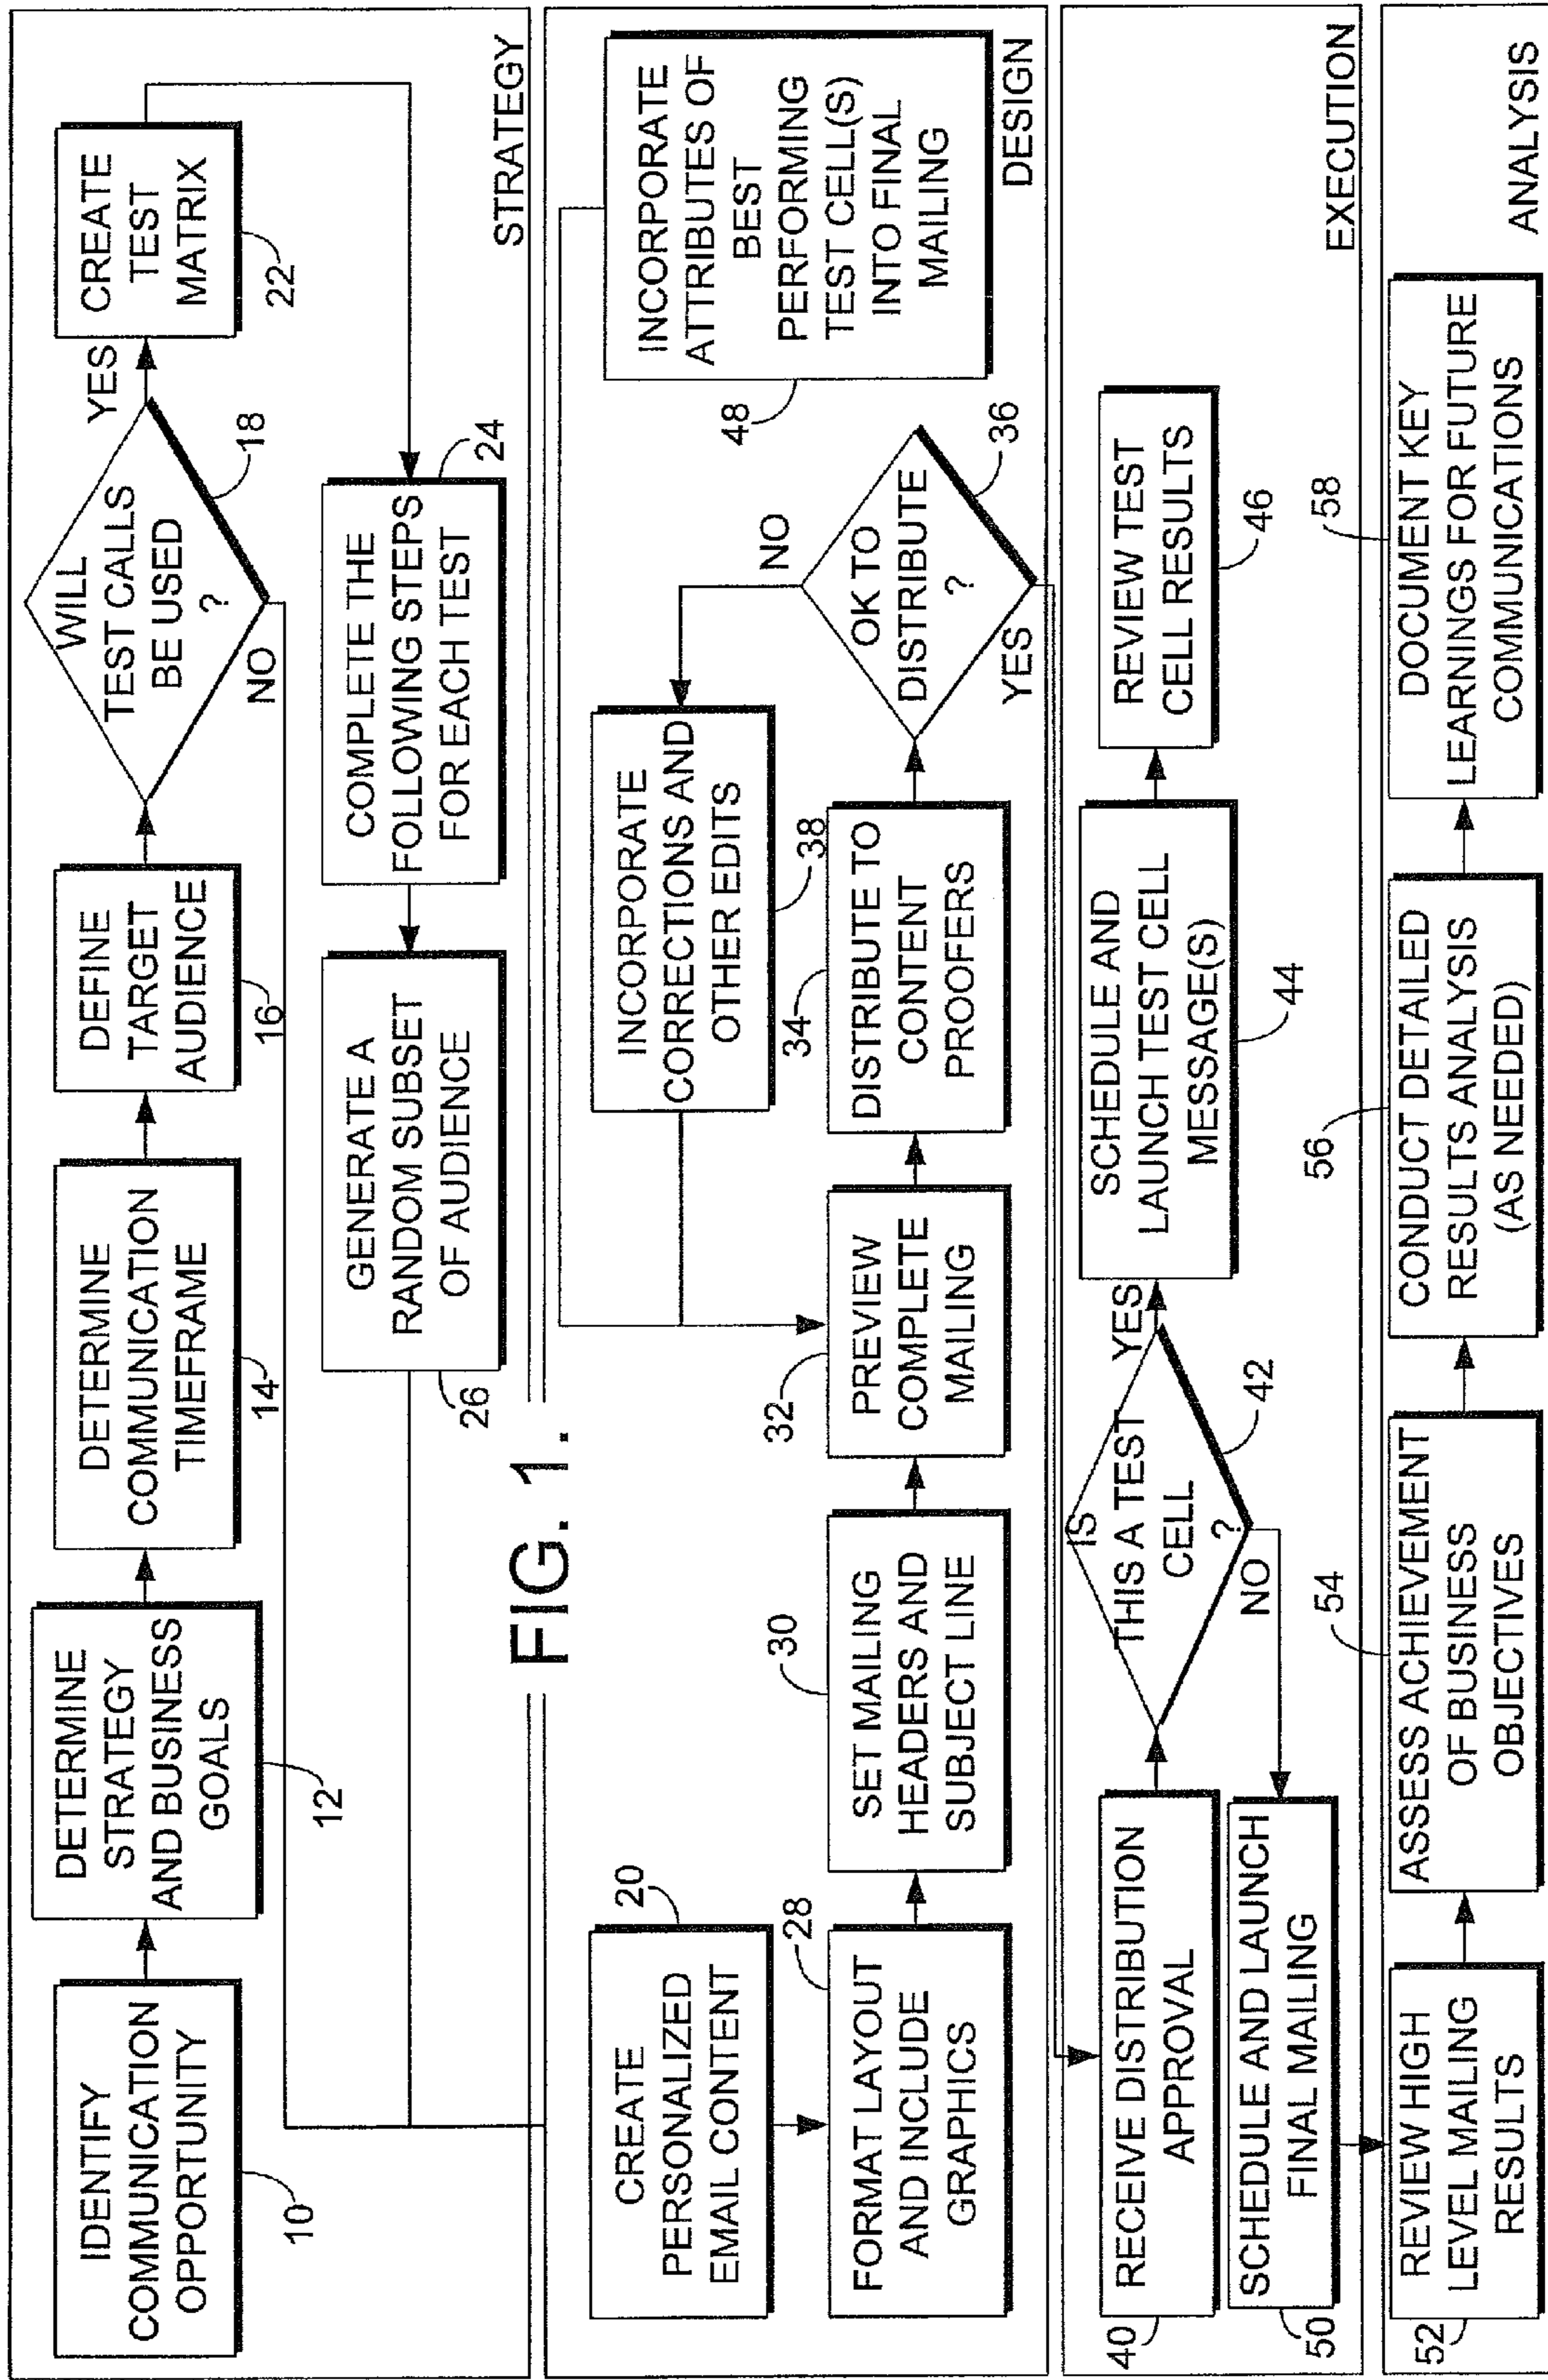 IDENTIFY
COMMUNICATION
OPPORTUNITY
10
DETERMINE
STRATEGY
AND BUSINESS
GOALS
12
DETERMINE
COMMUNICATION
TIMEFRAME
14
DEFINE
TARGET
AUDIENCE
16
WILL
TEST CALLS
BE USED
?
18
YES
NO
CREATE
TEST
MATRIX
22
COMPLETE THE
FOLLOWING STEPS
FOR EACH TEST
24
GENERATE A
RANDOM SUBSET
OF AUDIENCE
26
STRATEGY
FIG. 1.
CREATE
PERSONALIZED
EMAIL CONTENT
20
FORMAT LAYOUT
AND INCLUDE
GRAPHICS
28
SET MAILING
HEADERS AND
SUBJECT LINE
30
PREVIEW
COMPLETE
MAILING
32
DISTRIBUTE TO
CONTENT
PROOFERS
34
OK TO
DISTRIBUTE
?
36
NO
YES
INCORPORATE
CORRECTIONS AND
OTHER EDITS
38
INCORPORATE
ATTRIBUTES OF
BEST
PERFORMING
TEST CELL(S)
INTO FINAL
MAILING
48
DESIGN
RECEIVE DISTRIBUTION
APPROVAL
40
IS
THIS A TEST
CELL
?
42
YES
NO
SCHEDULE AND
LAUNCH TEST CELL
MESSAGE(S)
44
REVIEW TEST
CELL RESULTS
46
SCHEDULE AND LAUNCH
FINAL MAILING
50
EXECUTION
REVIEW HIGH
LEVEL MAILING
RESULTS
52
ASSESS ACHIEVEMENT
OF BUSINESS
OBJECTIVES
54
CONDUCT DETAILED
RESULTS ANALYSIS
(AS NEEDED)
56
DOCUMENT KEY
LEARNINGS FOR FUTURE
COMMUNICATIONS
58
ANALYSIS